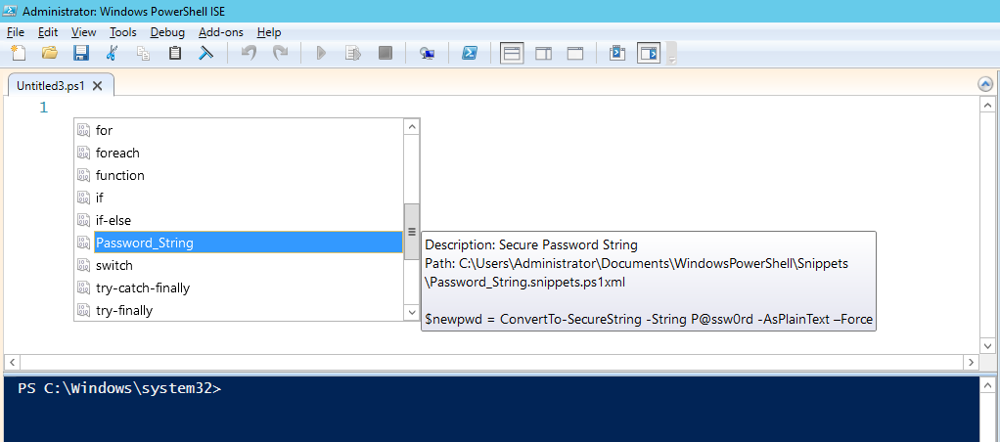 Administrator: Windows PowerShell ISE
File Edit View Tools Debug Add-ons Help
Untitled3.ps1
1
for
foreach
function
if
if-else
Password_String
switch
try-catch-finally
try-finally
Description: Secure Password String
Path: C:\Users\Administrator\Documents\WindowsPowerShell\Snippets
\Password_String.snippets.ps1xml
$newpwd = ConvertTo-SecureString -String P@ssw0rd -AsPlainText –Force
PS C:\Windows\system32>